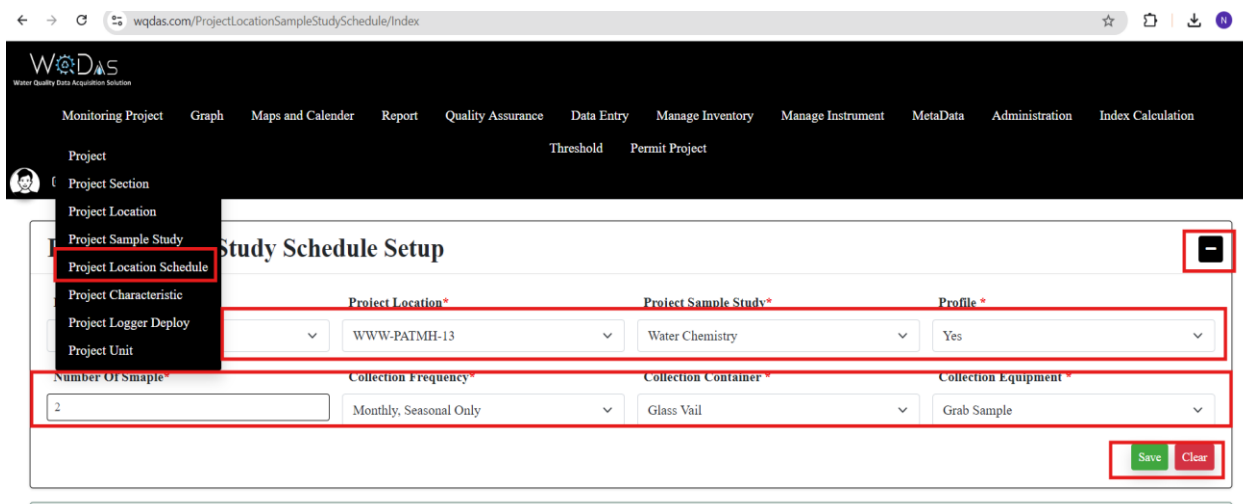 wqdas.com/ProjectLocationSampleStudySchedule/Index
N
WQDAS
Water Quality Data Acquisition Solution
Monitoring Project Graph Maps and Calender Report Quality Assurance Data Entry Manage Inventory Manage Instrument MetaData Administration Index Calculation
Threshold Permit Project
Project
Project Section
Project Location
Project Sample Study
Project Location Schedule
Project Characteristic
Project Logger Deploy
Project Unit
Study Schedule Setup
Project Location* Project Sample Study* Profile *
WWW-PATMH-13 Water Chemistry Yes
Number Of Smaple* Collection Frequency* Collection Container * Collection Equipment *
2 Monthly, Seasonal Only Glass Vail Grab Sample
Save Clear